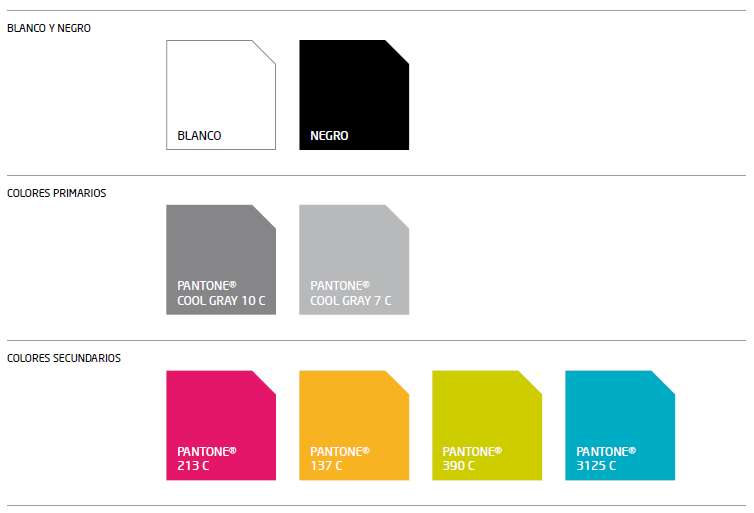 BLANCO Y NEGRO
BLANCO
NEGRO
COLORES PRIMARIOS
PANTONE®
COOL GRAY 10 C
PANTONE®
COOL GRAY 7 C
COLORES SECUNDARIOS
PANTONE®
213 C
PANTONE®
137 C
PANTONE®
390 C
PANTONE®
3125 C